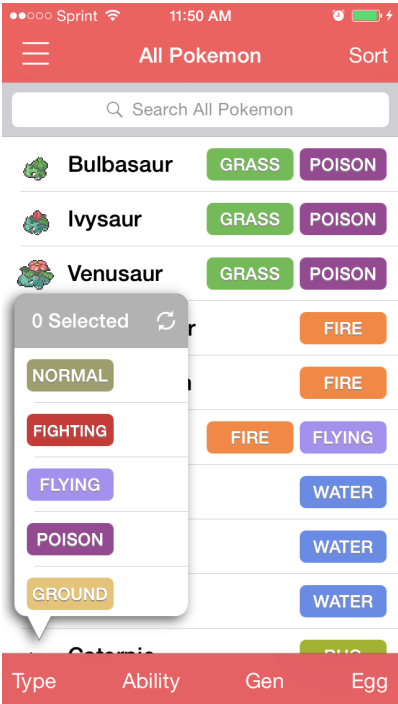 Sprint 11:50 AM
All Pokemon Sort
Search All Pokemon
Bulbasaur GRASS POISON
Ivysaur GRASS POISON
Venusaur GRASS POISON
0 Selected
r FIRE
NORMAL
FIRE
FIGHTING
FIRE FLYING
FLYING
WATER
POISON
WATER
GROUND
WATER
Type Ability Gen Egg